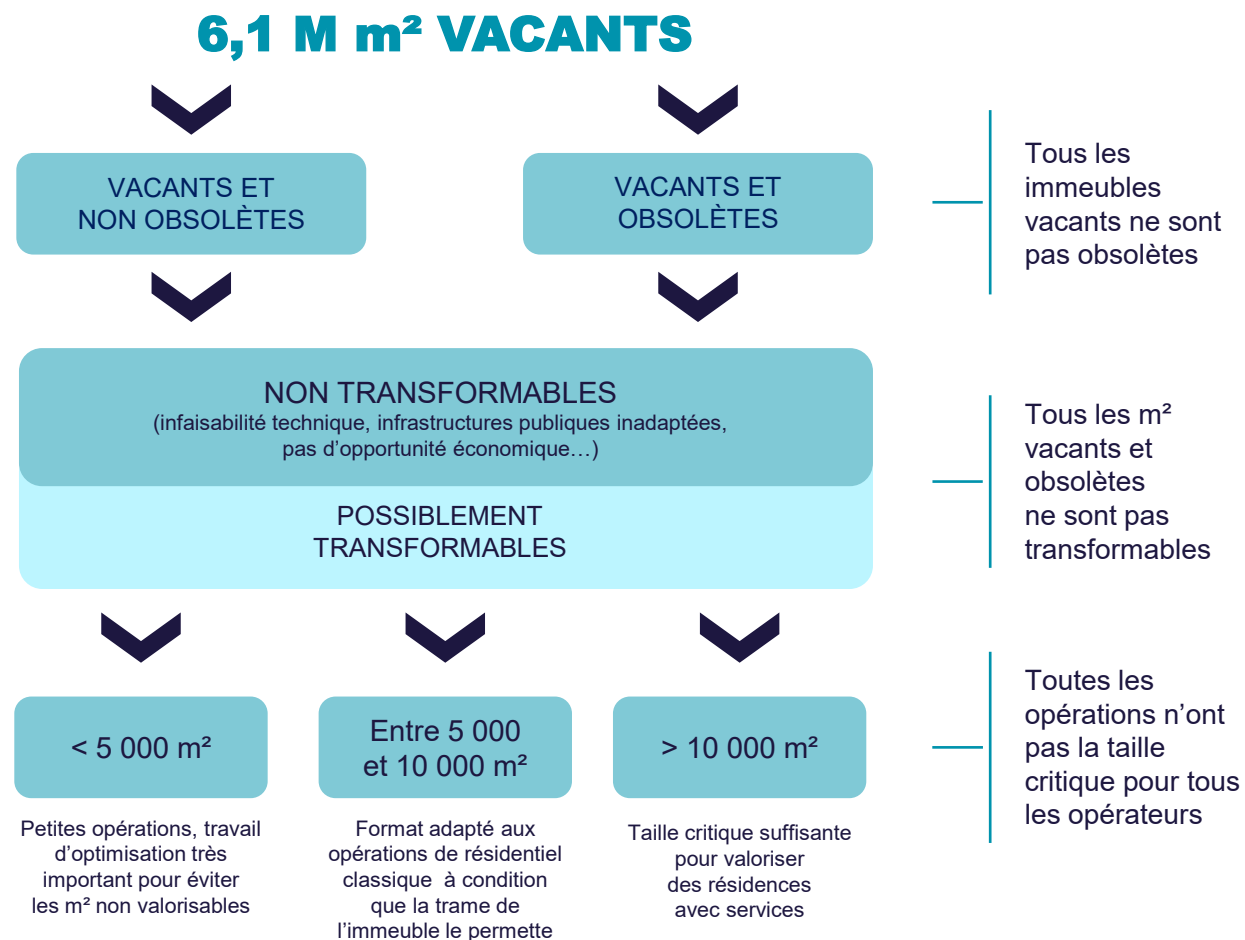 6,1 M m² VACANTS
VACANTS ET
NON OBSOLÈTES
VACANTS ET
OBSOLÈTES
Tous les
immeubles
vacants ne sont
pas obsolètes
NON TRANSFORMABLES
(infaisabilité technique, infrastructures publiques inadaptées,
pas d’opportunité économique…)
POSSIBLEMENT
TRANSFORMABLES
Tous les m²
vacants et
obsolètes
ne sont pas
transformables
< 5 000 m²
Petites opérations, travail
d’optimisation très
important pour éviter
les m² non valorisables
Entre 5 000
et 10 000 m²
Format adapté aux
opérations de résidentiel
classique à condition
que la trame de
l’immeuble le permette
> 10 000 m²
Taille critique suffisante
pour valoriser
des résidences
avec services
Toutes les
opérations n’ont
pas la taille
critique pour tous
les opérateurs